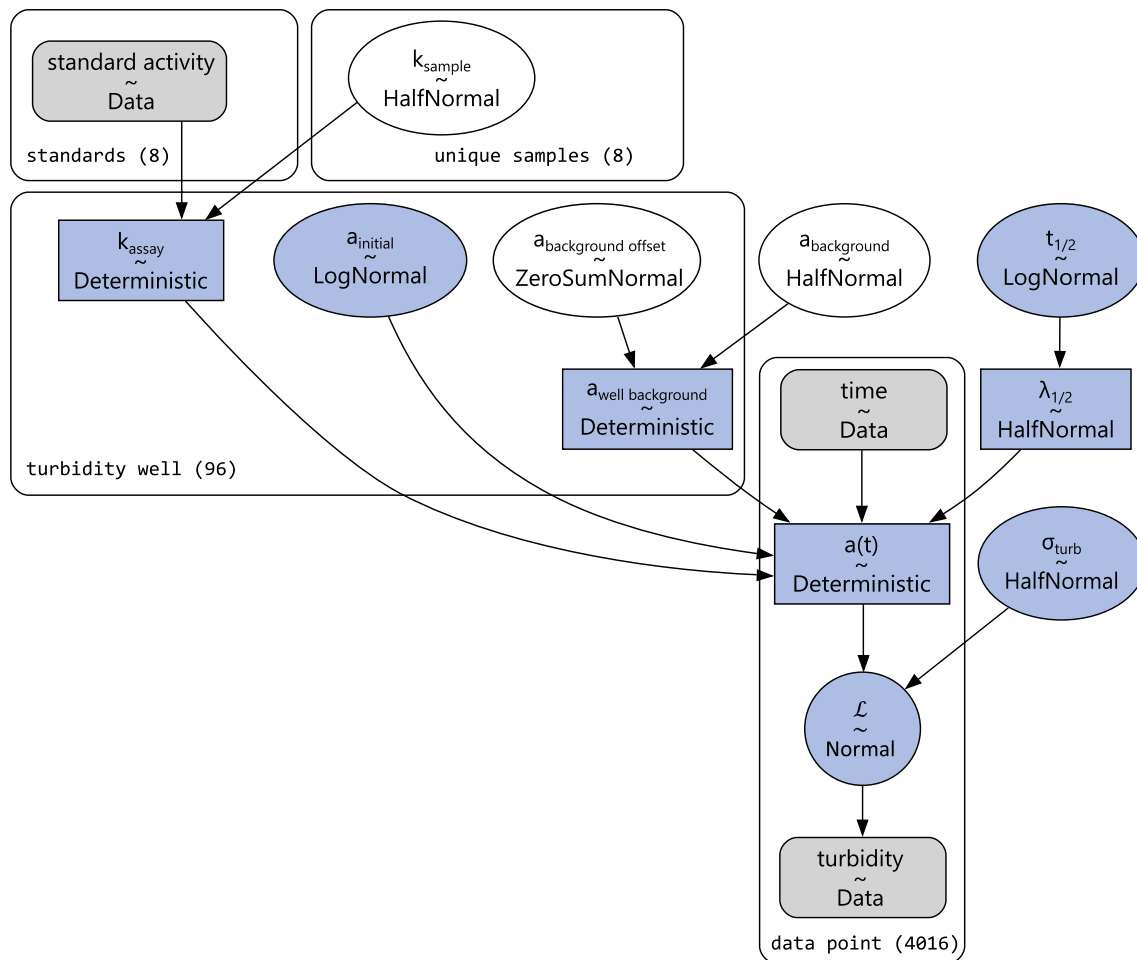 standard activity
~
Data
standards (8)
k_sample
~
HalfNormal
unique samples (8)
k_assay
~
Deterministic
a_initial
~
LogNormal
a_background offset
~
ZeroSumNormal
a_background
~
HalfNormal
t_1/2
~
LogNormal
a_well background
~
Deterministic
turbidity well (96)
time
~
Data
λ_1/2
~
HalfNormal
a(t)
~
Deterministic
σ_turb
~
HalfNormal
ℒ
~
Normal
turbidity
~
Data
data point (4016)